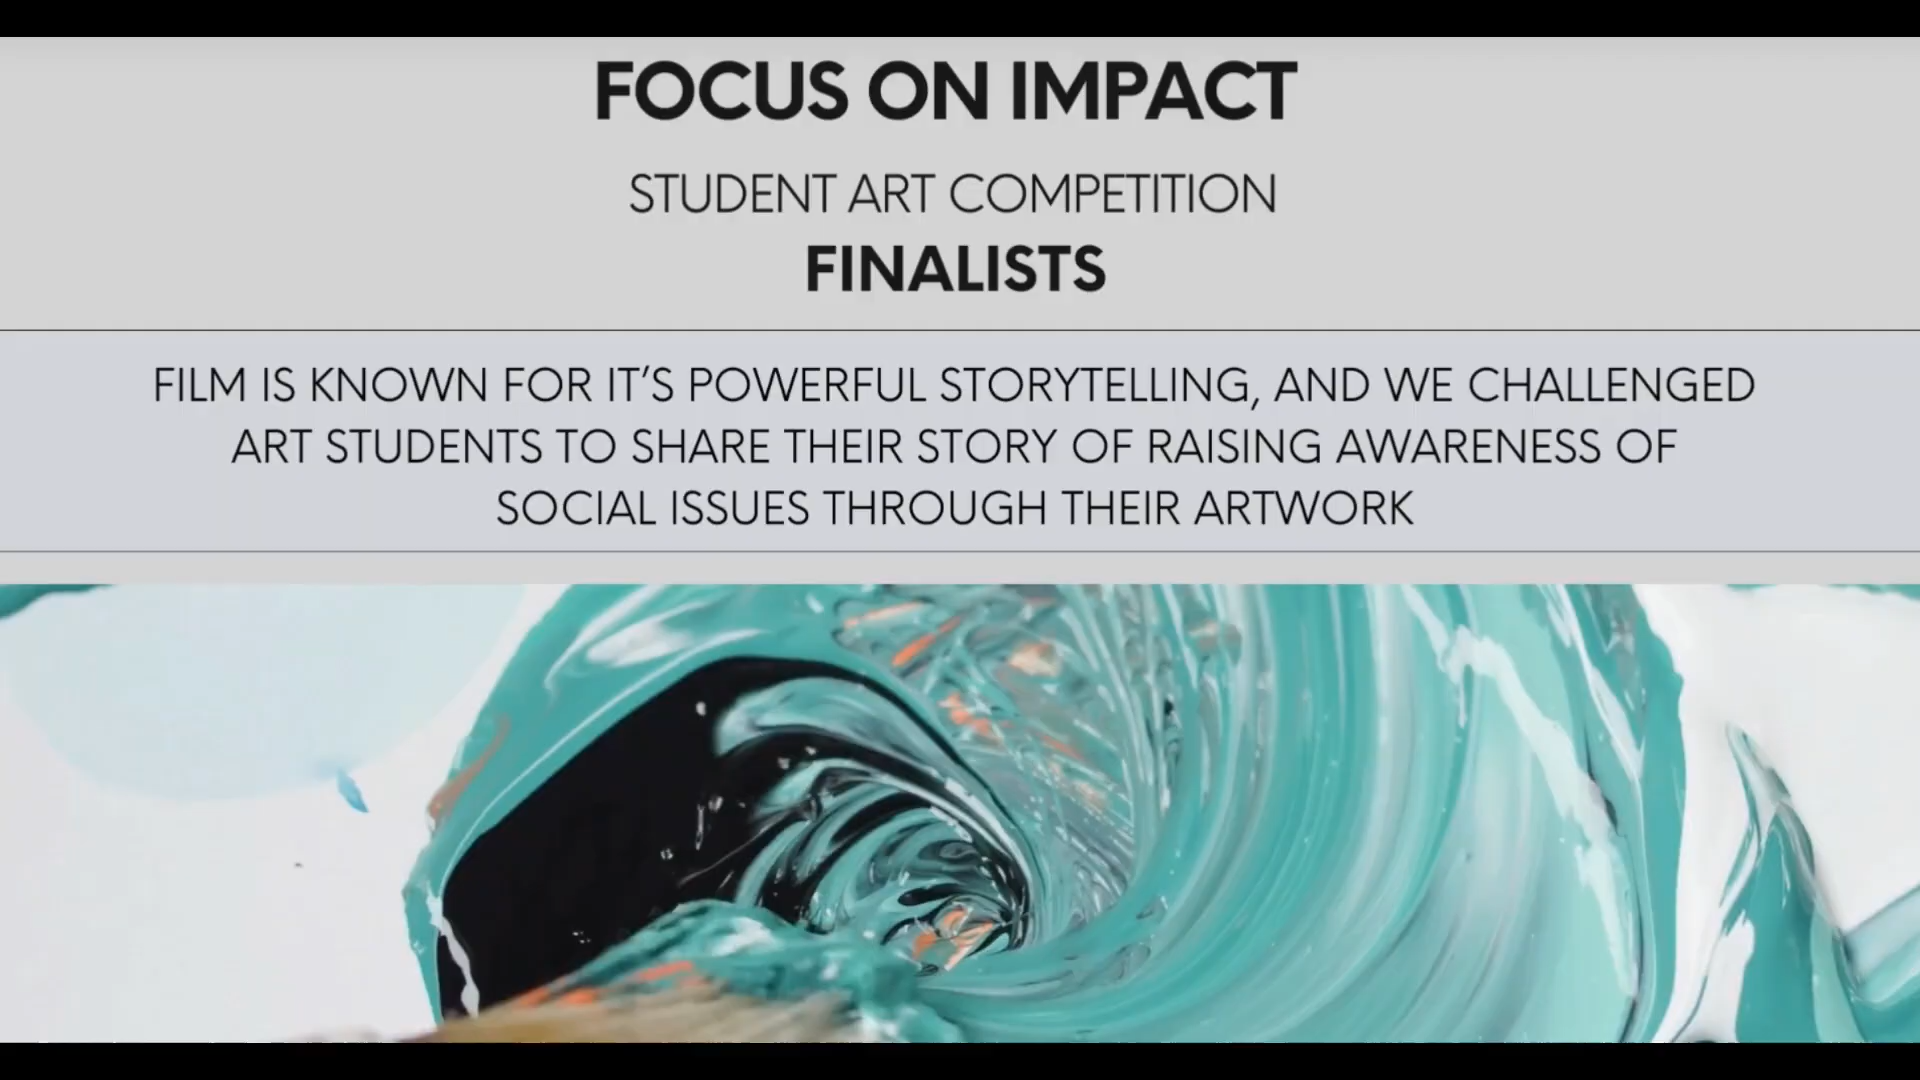 FOCUS ON IMPACT
STUDENT ART COMPETITION
FINALISTS
FILM IS KNOWN FOR IT'S POWERFUL STORYTELLING, AND WE CHALLENGED
ART STUDENTS TO SHARE THEIR STORY OF RAISING AWARENESS OF
SOCIAL ISSUES THROUGH THEIR ARTWORK